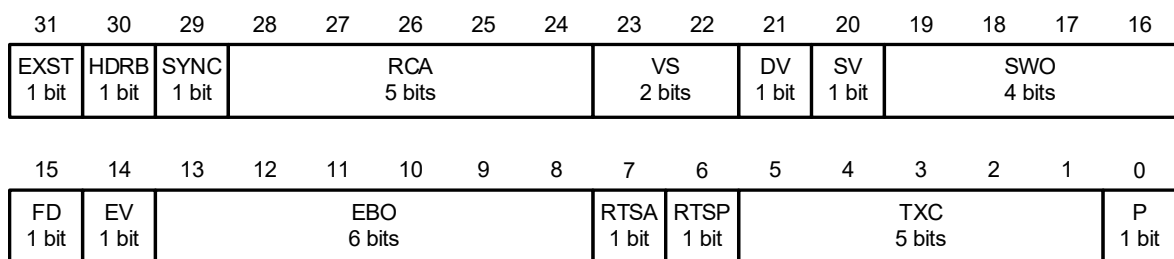 31 30 29 28 27 26 25 24 23 22 21 20 19 18 17 16
EXST HDRB SYNC RCA VS DV SV SWO
1 bit 1 bit 1 bit 5 bits 2 bits 1 bit 1 bit 4 bits
15 14 13 12 11 10 9 8 7 6 5 4 3 2 1 0
FD EV EBO RTSA RTSP TXC P
1 bit 1 bit 6 bits 1 bit 1 bit 5 bits 1 bit